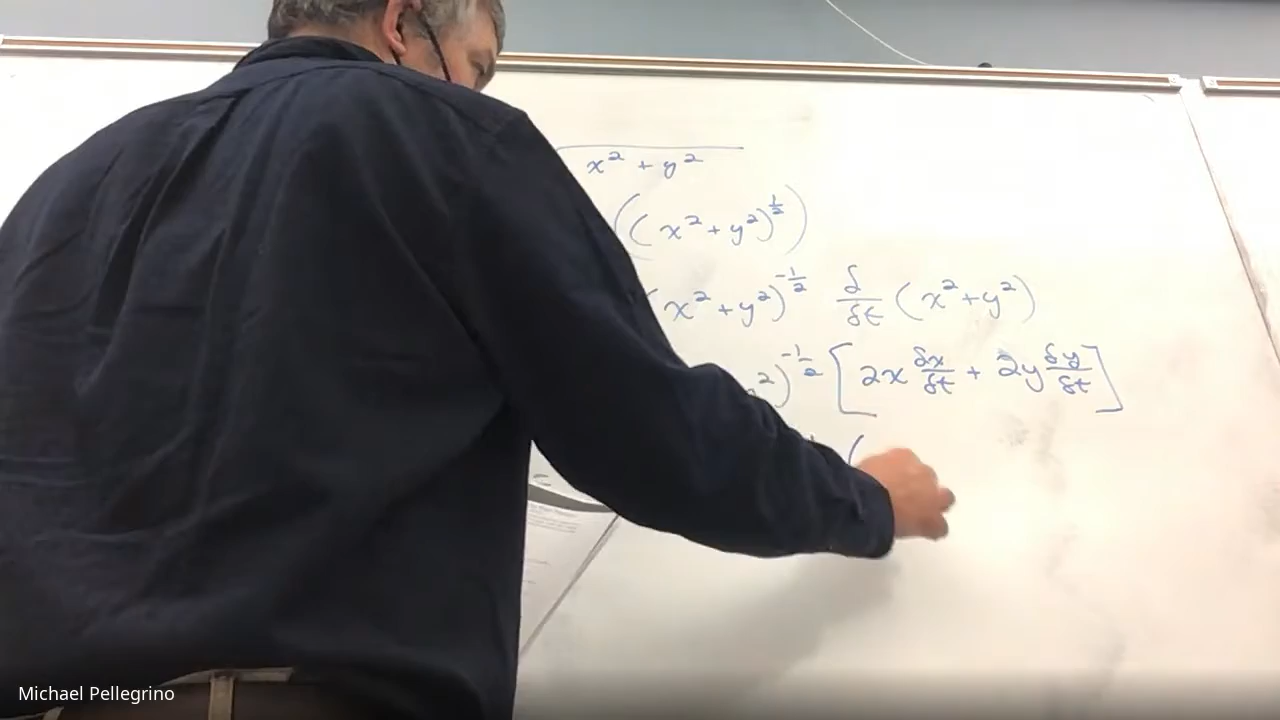 x² + y²
((x² + y²)^½)
(x² + y²)^-½ δ/δt (x² + y²)
²)^-½ [2x δx/δt + 2y δy/δt]
(
Michael Pellegrino